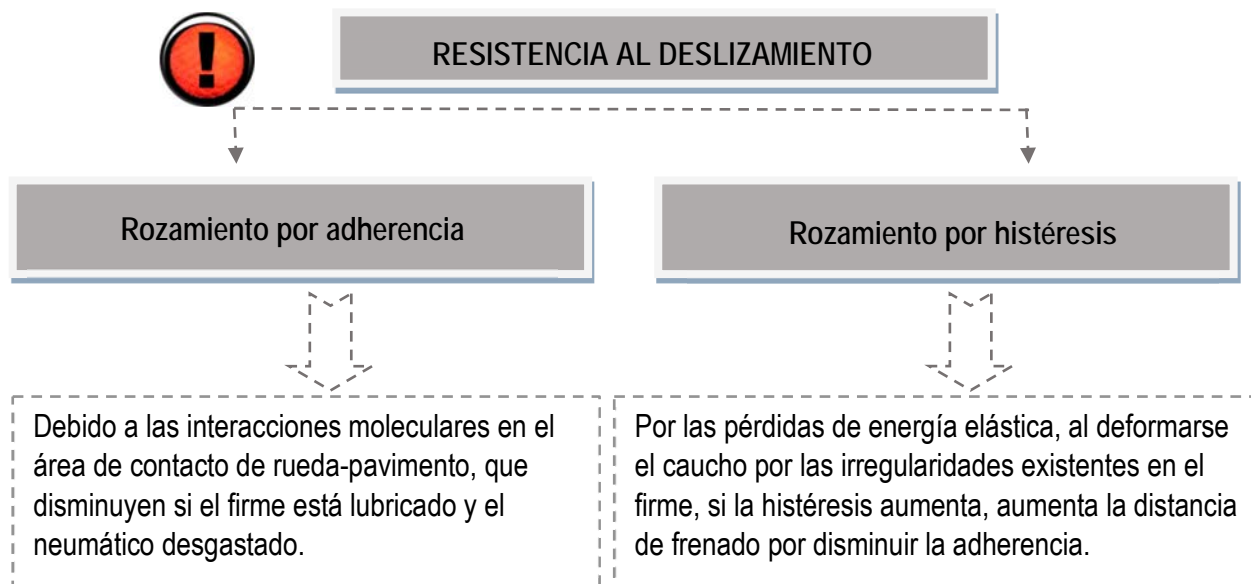 RESISTENCIA AL DESLIZAMIENTO
Rozamiento por adherencia
Rozamiento por histéresis
Debido a las interacciones moleculares en el
área de contacto de rueda-pavimento, que
disminuyen si el firme está lubricado y el
neumático desgastado.
Por las pérdidas de energía elástica, al deformarse
el caucho por las irregularidades existentes en el
firme, si la histéresis aumenta, aumenta la distancia
de frenado por disminuir la adherencia.